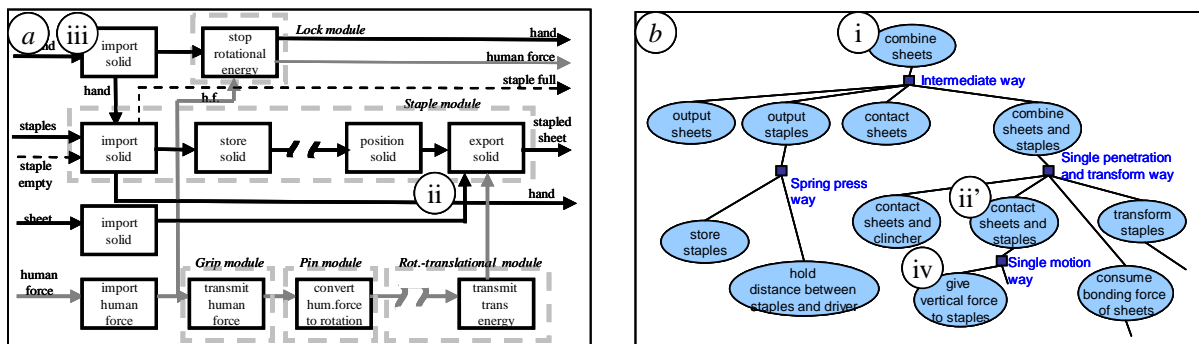 a
iii
hand
import
solid
stop
rotational
energy
Lock module
hand
human force
staple full
hand
h.f.
Staple module
staples
staple
empty
import
solid
store
solid
position
solid
export
solid
stapled
sheet
ii
hand
sheet
import
solid
human
force
import
human
force
Grip module
transmit
human
force
Pin module
convert
hum.force
to rotation
Rot.-translational module
transmit
trans
energy
b
i
combine
sheets
Intermediate way
output
sheets
output
staples
contact
sheets
combine
sheets and
staples
Spring press
way
Single penetration
and transform way
store
staples
hold
distance between
staples and driver
contact
sheets and
clincher
ii'
contact
sheets and
staples
transform
staples
Single motion
way
iv
give
vertical force
to staples
consume
bonding force
of sheets